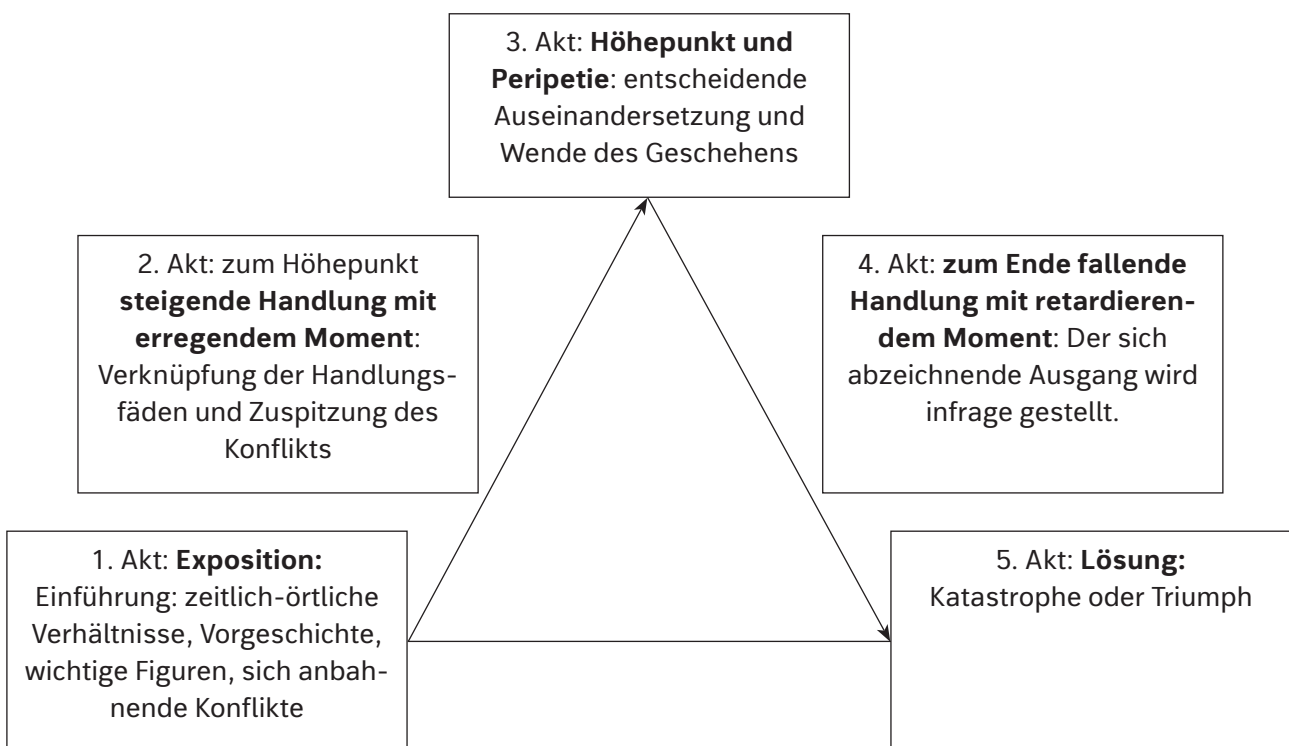 3. Akt: Höhepunkt und
Peripetie: entscheidende
Auseinandersetzung und
Wende des Geschehens
2. Akt: zum Höhepunkt
steigende Handlung mit
erregendem Moment:
Verknüpfung der Handlungs-
fäden und Zuspitzung des
Konflikts
4. Akt: zum Ende fallende
Handlung mit retardieren-
dem Moment: Der sich
abzeichnende Ausgang wird
infrage gestellt.
1. Akt: Exposition:
Einführung: zeitlich-örtliche
Verhältnisse, Vorgeschichte,
wichtige Figuren, sich anbah-
nende Konflikte
5. Akt: Lösung:
Katastrophe oder Triumph